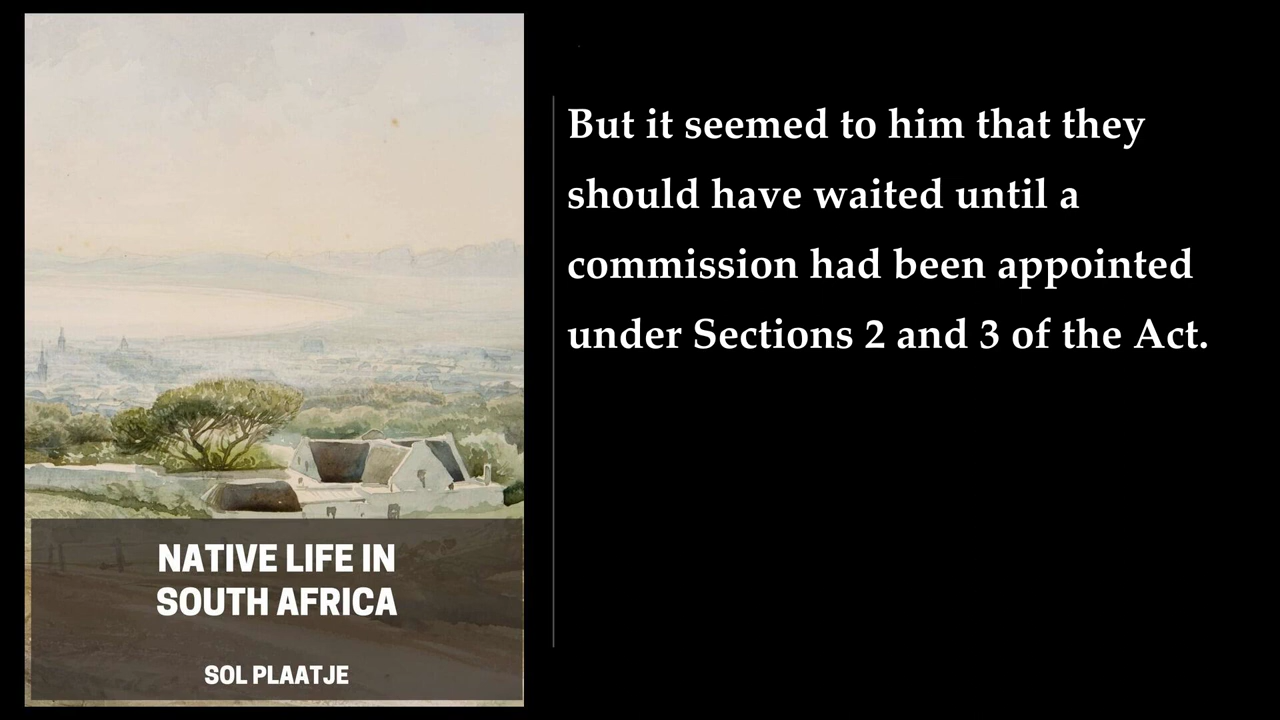 But it seemed to him that they
should have waited until a
commission had been appointed
under Sections 2 and 3 of the Act.
NATIVE LIFE IN
SOUTH AFRICA
SOL PLAATJE